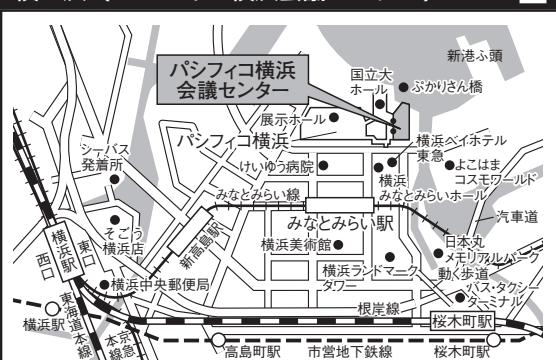 新港ふ頭
パシフィコ横浜
会議センター
国立大
ホール
ぷかりさん橋
展示ホール
パシフィコ横浜
横浜ベイホテル
東急
けいゆう病院
よこはま
コスモワールド
横浜
みなとみらいホール
シーバス
発着所
みなとみらい線
みなとみらい駅
汽車道
そごう
横浜店
新高島駅
横浜美術館
日本丸
メモリアルパーク
横浜ランドマーク
タワー
動く歩道
バス・タクシー
ターミナル
横浜駅
東口
西口
横浜中央郵便局
根岸線
桜木町駅
横浜駅
東海道本線
京急本線
高島町駅
市営地下鉄線
桜木町駅